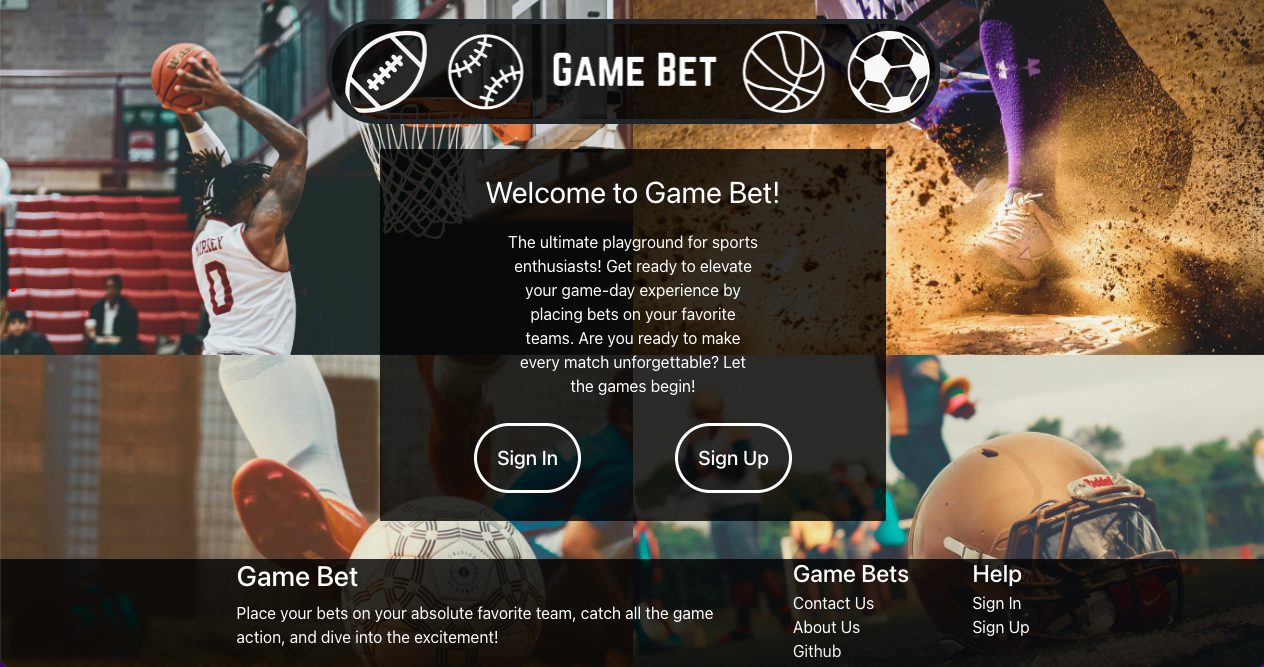 GAME BET
Welcome to Game Bet!
The ultimate playground for sports
enthusiasts! Get ready to elevate
your game-day experience by
placing bets on your favorite
teams. Are you ready to make
every match unforgettable? Let
the games begin!
Sign In
Sign Up
0
Game Bet
Place your bets on your absolute favorite team, catch all the game
action, and dive into the excitement!
Game Bets
Contact Us
About Us
Github
Help
Sign In
Sign Up